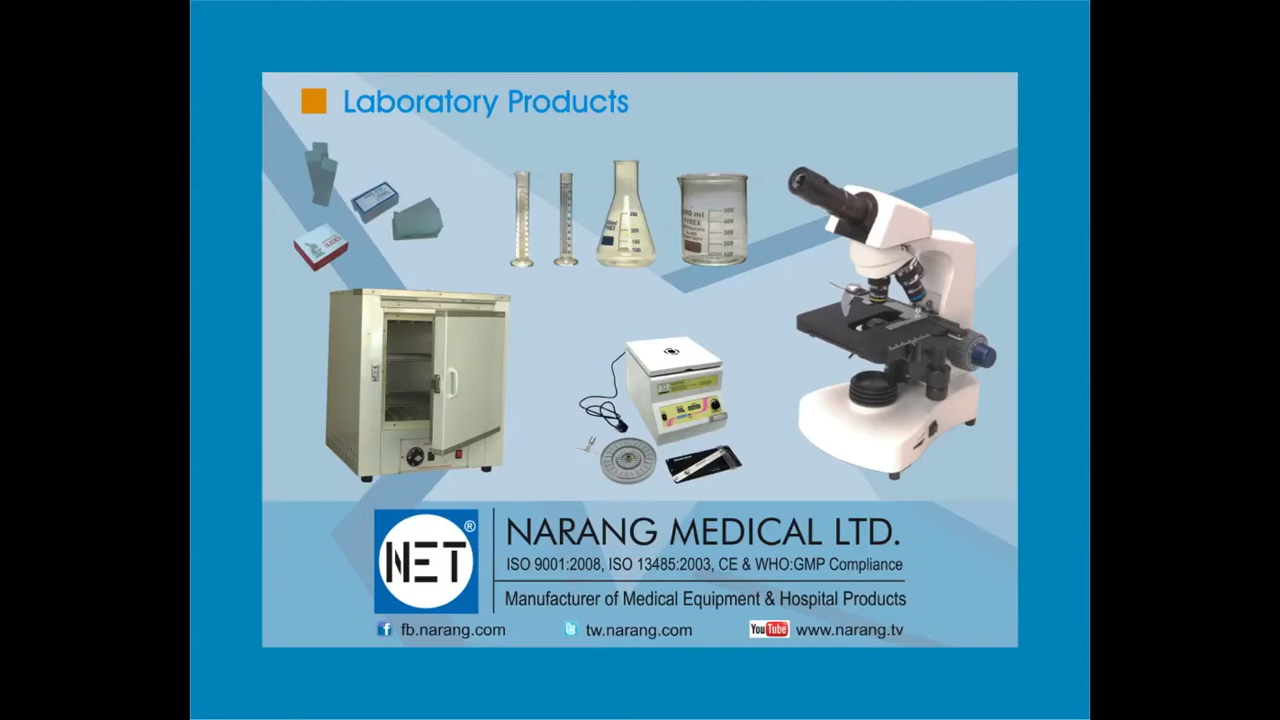 Laboratory Products
NET ®
NARANG MEDICAL LTD.
ISO 9001:2008, ISO 13485:2003, CE & WHO:GMP Compliance
Manufacturer of Medical Equipment & Hospital Products
fb.narang.com
tw.narang.com
YouTube www.narang.tv
PYREX